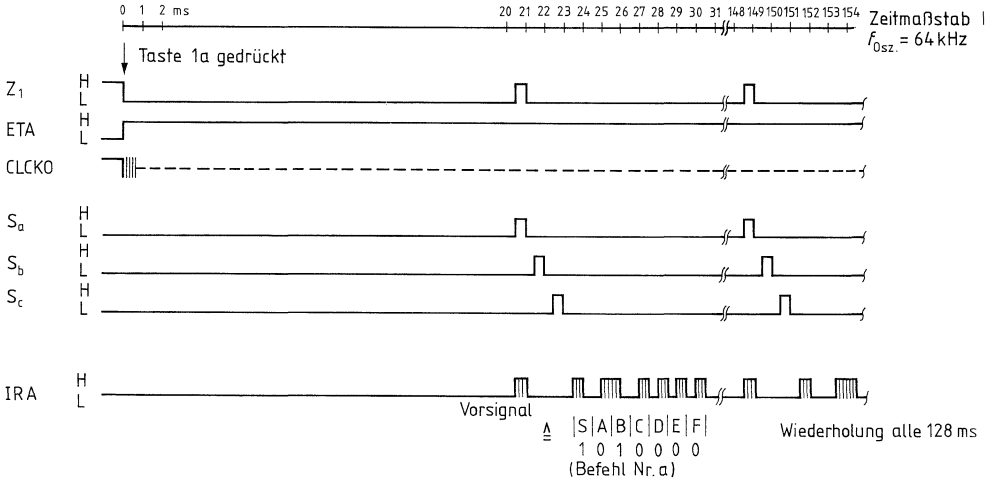 0 1 2 ms 20 21 22 23 24 25 26 27 28 29 30 31 148 149 150 151 152 153 154 Zeitmaßstab I
fOsz. = 64 kHz
Taste 1a gedrückt
Z1 H
L
ETA H
L
CLCKO
Sa H
L
Sb H
L
Sc H
L
IRA H
L
Vorsignal
≙ |S|A|B|C|D|E|F| Wiederholung alle 128 ms
1 0 1 0 0 0 0
(Befehl Nr. a)